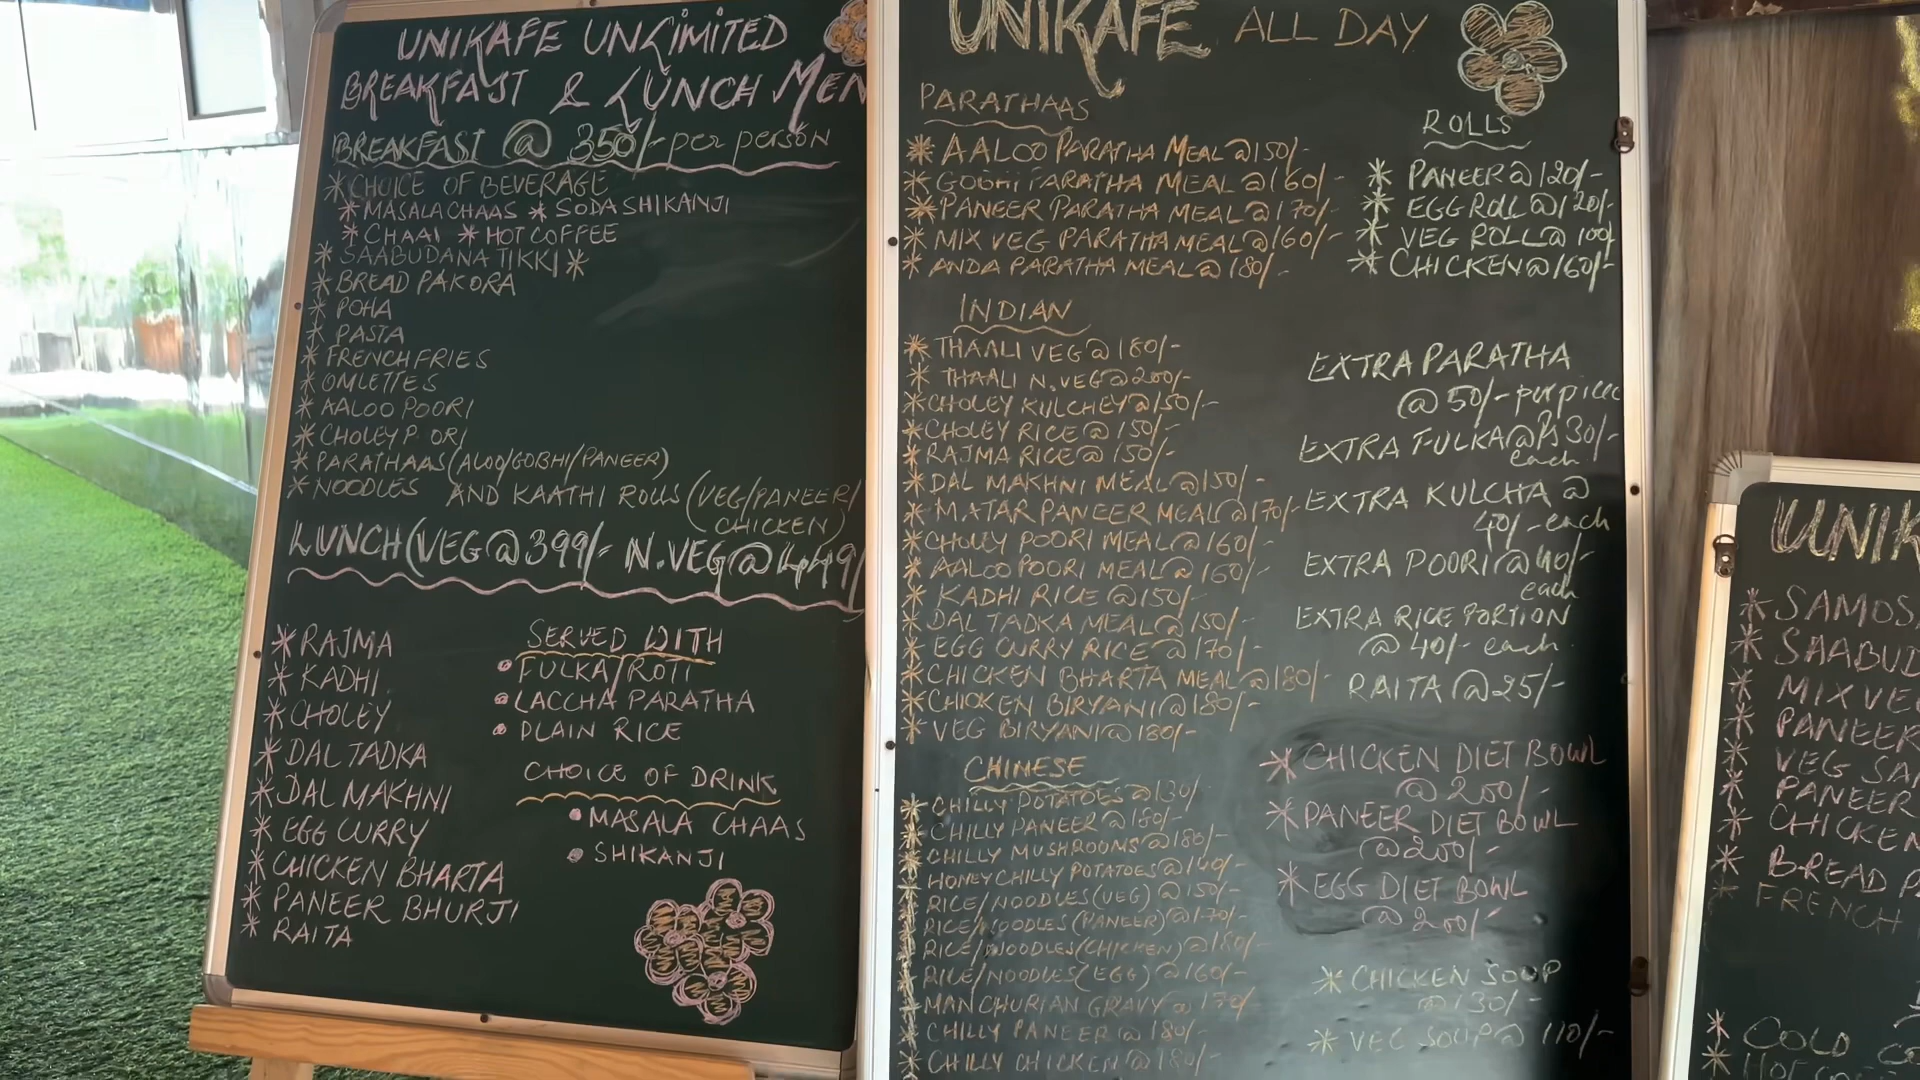 UNIKAFE UNLIMITED
BREAKFAST & LUNCH MEN
BREAKFAST @ 350/- per person
* CHOICE OF BEVERAGE
* MASALA CHAAS * SODA SHIKANJI
* CHAAI * HOT COFFEE
* SAABUDANA TIKKI *
* BREAD PAKORA
* POHA
* PASTA
* FRENCH FRIES
* OMLETTES
* AALOO POORI
* CHOLEY P ORI
* PARATHAAS (ALOO/GOBHI/PANEER)
* NOODLES AND KAATHI ROLLS (VEG/PANEER/
CHICKEN)
LUNCH (VEG @ 399/- N.VEG @ 449/
* RAJMA
* KADHI
* CHOLEY
* DAL TADKA
* DAL MAKHNI
* EGG CURRY
* CHICKEN BHARTA
* PANEER BHURJI
* RAITA
SERVED WITH
• FULKA/ROTI
• LACCHA PARATHA
• PLAIN RICE
CHOICE OF DRINK
• MASALA CHAAS
• SHIKANJI
UNIKAFE ALL DAY
PARATHAAS
* AALOO PARATHA MEAL @ 150/-
* GOBHI PARATHA MEAL @ 160/-
* PANEER PARATHA MEAL @ 170/-
* MIX VEG PARATHA MEAL @ 160/-
* ANDA PARATHA MEAL @ 180/-
INDIAN
* THAALI VEG @ 180/-
* THAALI N.VEG @ 200/-
* CHOLEY KULCHEY @ 150/-
* CHOLEY RICE @ 150/-
* RAJMA RICE @ 150/-
* DAL MAKHNI MEAL @ 150/-
* MATAR PANEER MEAL @ 170/-
* CHOLEY POORI MEAL @ 160/-
* AALOO POORI MEAL @ 160/-
* KADHI RICE @ 150/-
* DAL TADKA MEAL @ 150/-
* EGG CURRY RICE @ 170/-
* CHICKEN BHARTA MEAL @ 180/-
* CHICKEN BIRYANI @ 180/-
* VEG BIRYANI @ 180/-
CHINESE
* CHILLY POTATOES @ 130/-
* CHILLY PANEER @ 180/-
* CHILLY MUSHROOMS @ 180/-
* HONEY CHILLY POTATOES @ 140/-
* RICE/NOODLES (VEG) @ 150/-
* RICE/NOODLES (PANEER) @ 170/-
* RICE/NOODLES (CHICKEN) @ 180/-
* RICE/NOODLES (EGG) @ 160/-
* MANCHURIAN GRAVY @ 170/-
* CHILLY PANEER @ 180/-
* CHILLY CHICKEN @ 180/-
ROLLS
* PANEER @ 120/-
* EGG ROLL @ 120/-
* VEG ROLL @ 100/
* CHICKEN @ 160/-
EXTRA PARATHA
@ 50/- per piece
EXTRA FULKA @ Rs 30/-
each
EXTRA KULCHA @
40/- each
EXTRA POORI @ 40/-
each
EXTRA RICE PORTION
@ 40/- each.
RAITA @ 25/-
* CHICKEN DIET BOWL
@ 200/-
* PANEER DIET BOWL
@ 200/-
* EGG DIET BOWL
@ 200/-
* CHICKEN SOUP
@ 130/-
* VEG SOUP @ 110/-
UNIK
* SAMOS
* SAABUD
* MIX VE
* PANEER
* VEG SA
* PANEER
* CHICKEN
* BREAD P
* FRENCH
* COLD CO
* HOT